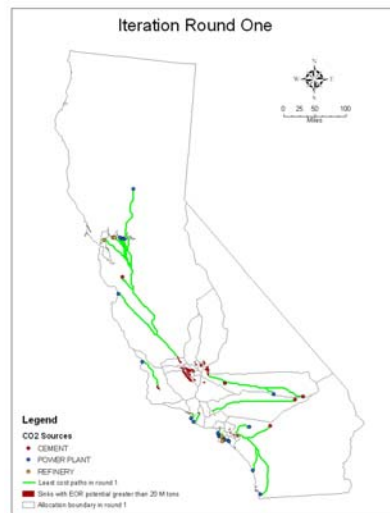 Iteration Round One
N
W
S
0 25 50 100
Miles
Legend
CO2 Sources
CEMENT
POWER PLANT
REFINERY
Least cost paths in round 1
Sinks with EOR potential greater than 20 M tons
Allocation boundary in round 1